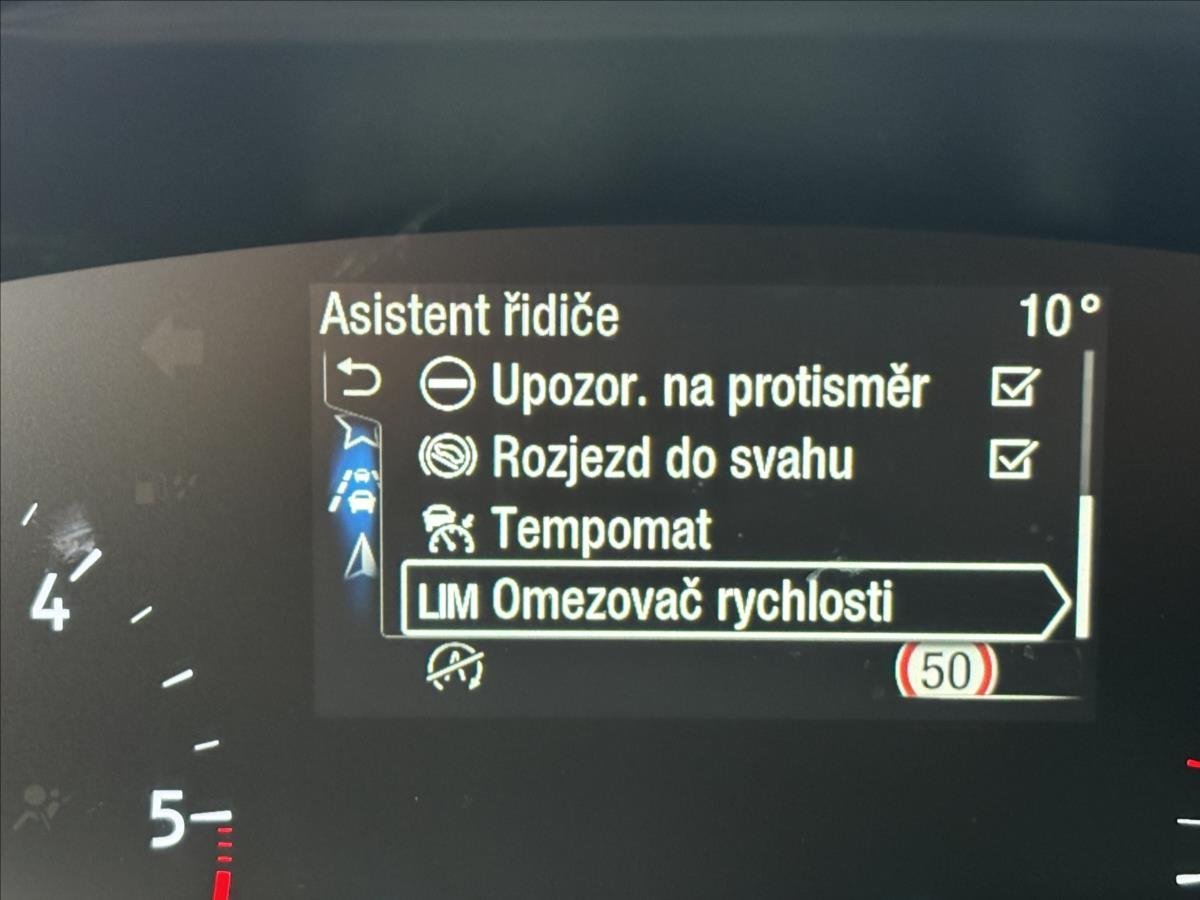 Asistent řidiče 10°
Upozor. na protisměr
Rozjezd do svahu
Tempomat
LIM Omezovač rychlosti
A 50
4
5